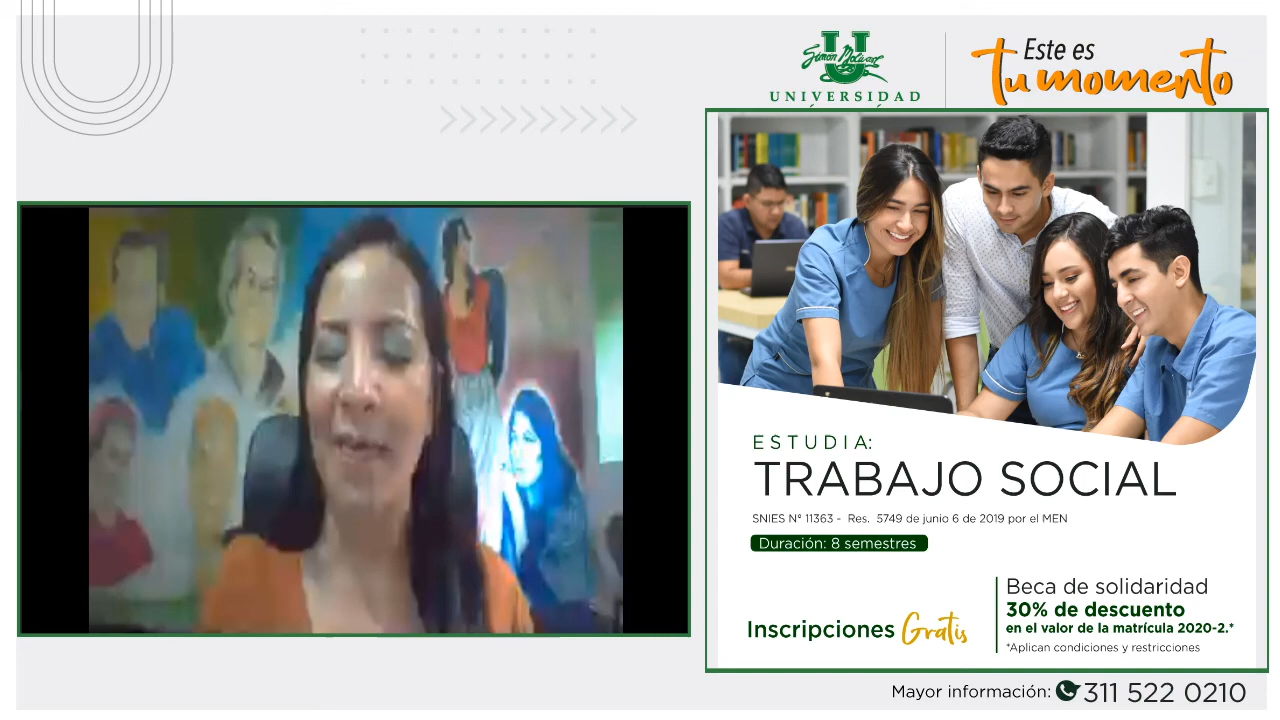 Simón Bolívar
UNIVERSIDAD
Este es
tu momento
ESTUDIA:
TRABAJO SOCIAL
SNIES N° 11363 - Res. 5749 de junio 6 de 2019 por el MEN
Duración: 8 semestres
Inscripciones Gratis
Beca de solidaridad
30% de descuento
en el valor de la matrícula 2020-2.*
*Aplican condiciones y restricciones
Mayor información: 311 522 0210